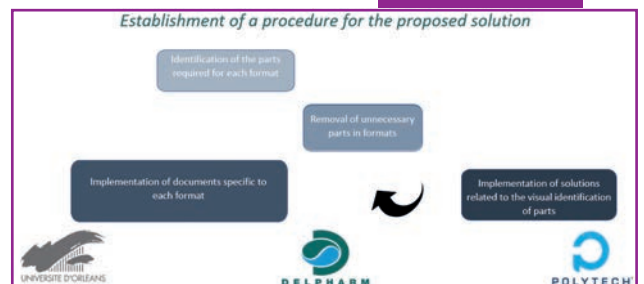 Establishment of a procedure for the proposed solution
Identification of the parts
required for each format
Removal of unnecessary
parts in formats
Implementation of documents specific to
each format
Implementation of solutions
related to the visual identification
of parts
UNIVERSITE D'ORLEANS
DELPHARM
POLYTECH